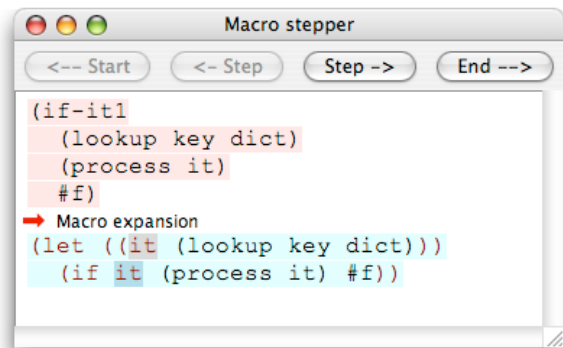 Macro stepper
<-- Start <- Step Step -> End -->
(if-it1
(lookup key dict)
(process it)
#f)
Macro expansion
(let ((it (lookup key dict)))
(if it (process it) #f))